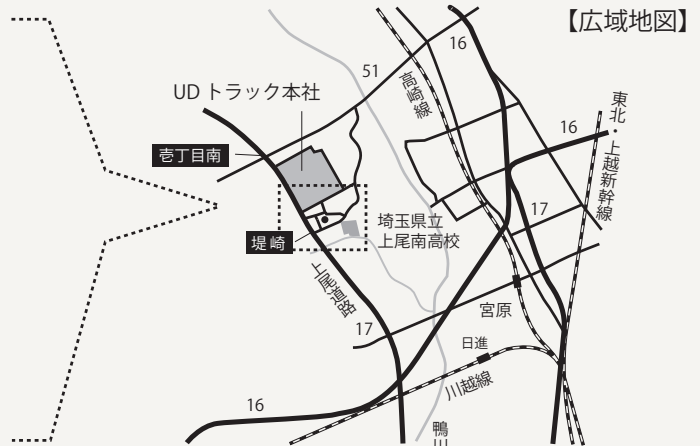 【広域地図】
16
51
高崎線
UDトラック本社
東北・上越新幹線
16
壱丁目南
17
埼玉県立
上尾南高校
堤崎
上尾道路
宮原
17
日進
川越線
16
鴨川